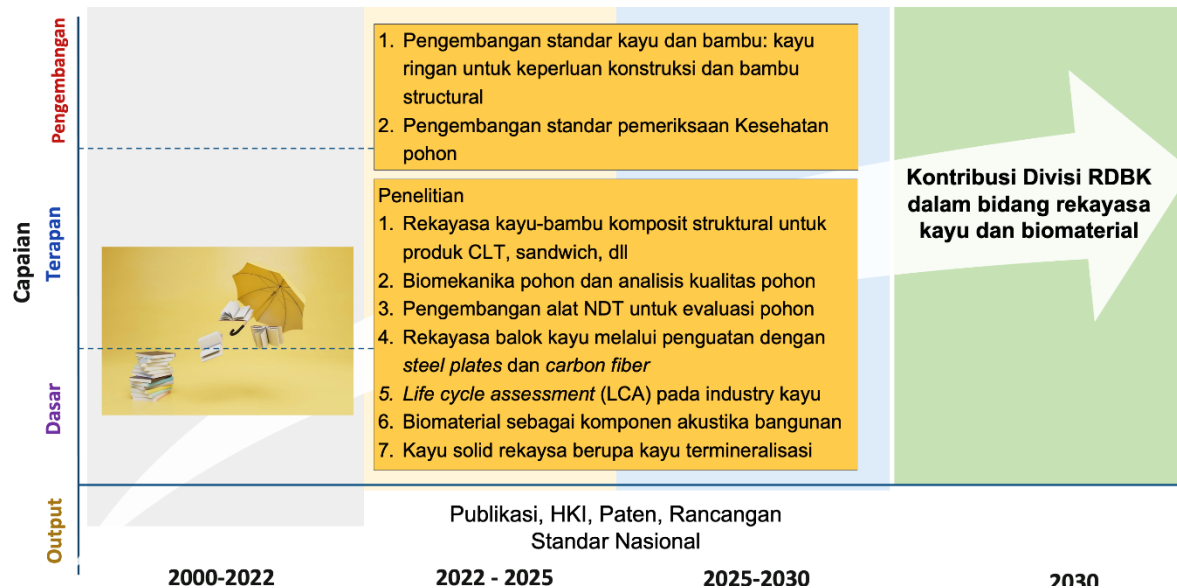 Capaian
Pengembangan
Terapan
Dasar
Output
1. Pengembangan standar kayu dan bambu: kayu
ringan untuk keperluan konstruksi dan bambu
structural
2. Pengembangan standar pemeriksaan Kesehatan
pohon
Penelitian
1. Rekayasa kayu-bambu komposit struktural untuk
produk CLT, sandwich, dll
2. Biomekanika pohon dan analisis kualitas pohon
3. Pengembangan alat NDT untuk evaluasi pohon
4. Rekayasa balok kayu melalui penguatan dengan
steel plates dan carbon fiber
5. Life cycle assessment (LCA) pada industry kayu
6. Biomaterial sebagai komponen akustika bangunan
7. Kayu solid rekaysa berupa kayu termineralisasi
Kontribusi Divisi RDBK
dalam bidang rekayasa
kayu dan biomaterial
Publikasi, HKI, Paten, Rancangan
Standar Nasional
2000-2022
2022 - 2025
2025-2030
2030